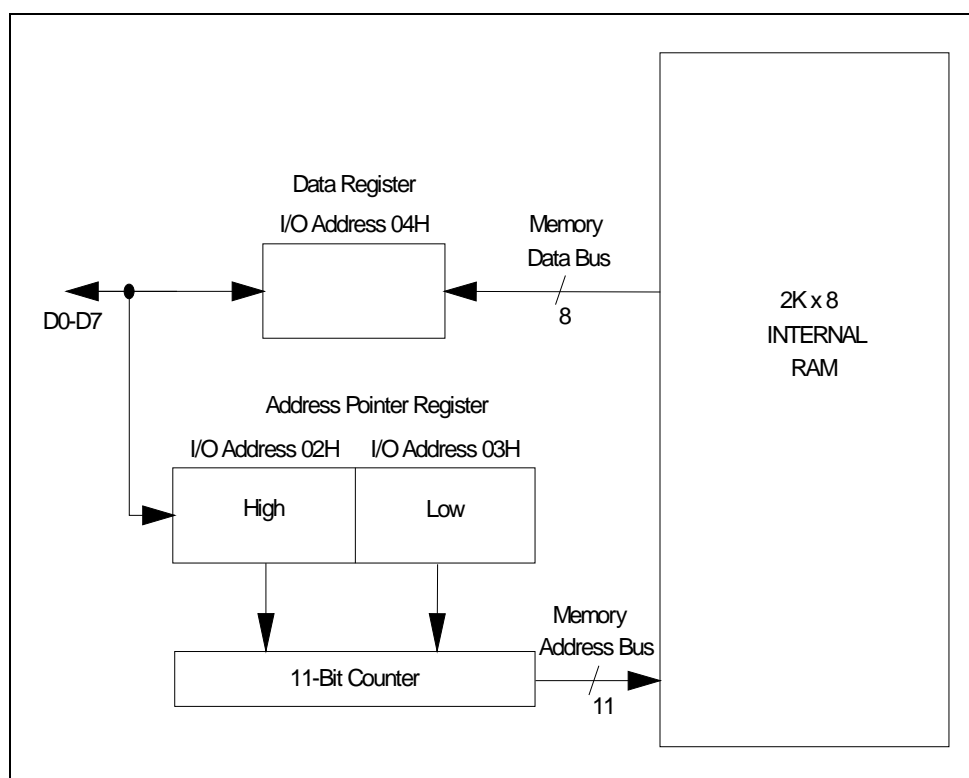 Data Register
I/O Address 04H
Memory
Data Bus
8
D0-D7
2K x 8
INTERNAL
RAM
Address Pointer Register
I/O Address 02H
I/O Address 03H
High
Low
Memory
Address Bus
11
11-Bit Counter